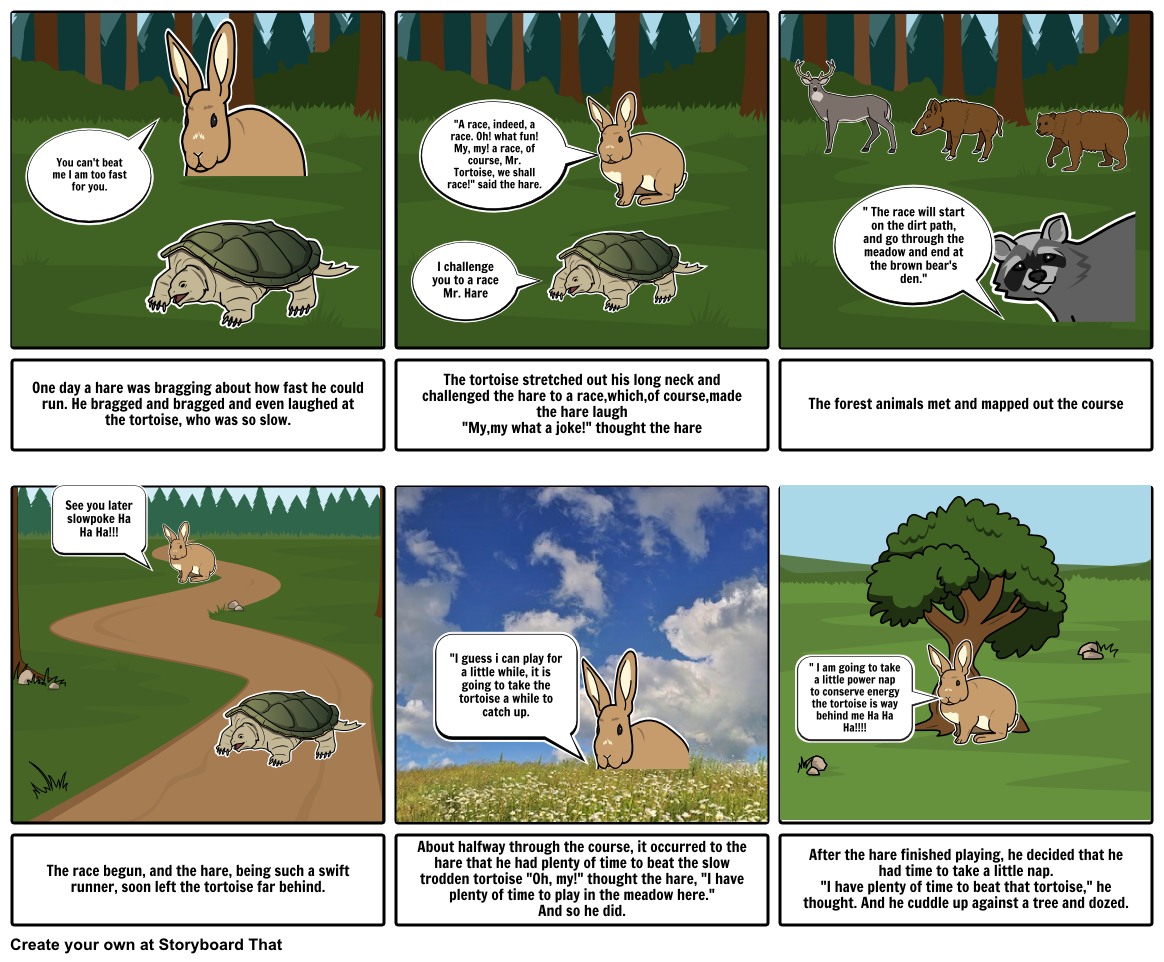 You can't beat
me I am too fast
for you.
"A race, indeed, a
race. Oh! what fun!
My, my! a race, of
course, Mr.
Tortoise, we shall
race!" said the hare.
I challenge
you to a race
Mr. Hare
" The race will start
on the dirt path,
and go through the
meadow and end at
the brown bear's
den."
One day a hare was bragging about how fast he could
run. He bragged and bragged and even laughed at
the tortoise, who was so slow.
The tortoise stretched out his long neck and
challenged the hare to a race,which,of course,made
the hare laugh
"My,my what a joke!" thought the hare
The forest animals met and mapped out the course
See you later
slowpoke Ha
Ha Ha!!!
"I guess i can play for
a little while, it is
going to take the
tortoise a while to
catch up.
" I am going to take
a little power nap
to conserve energy
the tortoise is way
behind me Ha Ha
Ha!!!!
The race begun, and the hare, being such a swift
runner, soon left the tortoise far behind.
About halfway through the course, it occurred to the
hare that he had plenty of time to beat the slow
trodden tortoise "Oh, my!" thought the hare, "I have
plenty of time to play in the meadow here."
And so he did.
After the hare finished playing, he decided that he
had time to take a little nap.
"I have plenty of time to beat that tortoise," he
thought. And he cuddle up against a tree and dozed.
Create your own at Storyboard That